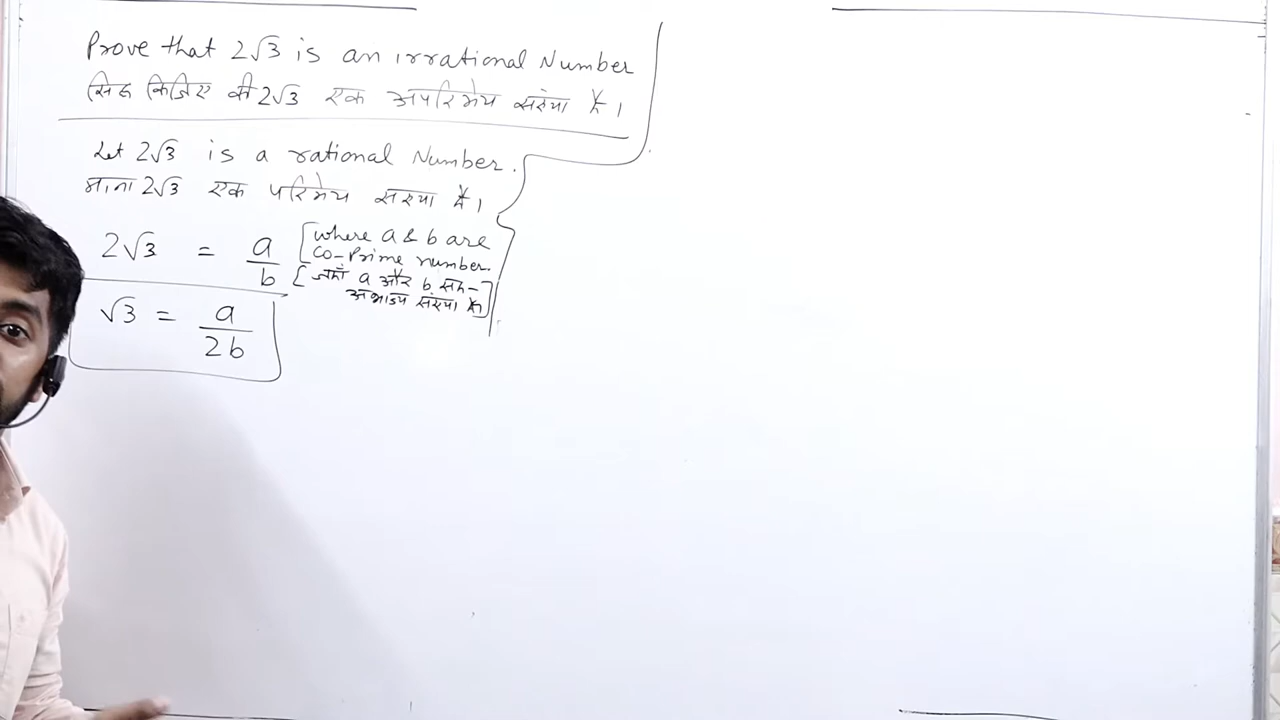 Prove that 2√3 is an irrational Number
सिद्ध किजिए की 2√3 एक अपरिमेय संख्या है।
Let 2√3 is a rational Number.
माना 2√3 एक परिमेय संख्या है।
2√3 = a/b [where a & b are
co-prime number.
[जहाँ a और b सह-
अभाज्य संख्या है]
√3 = a/2b